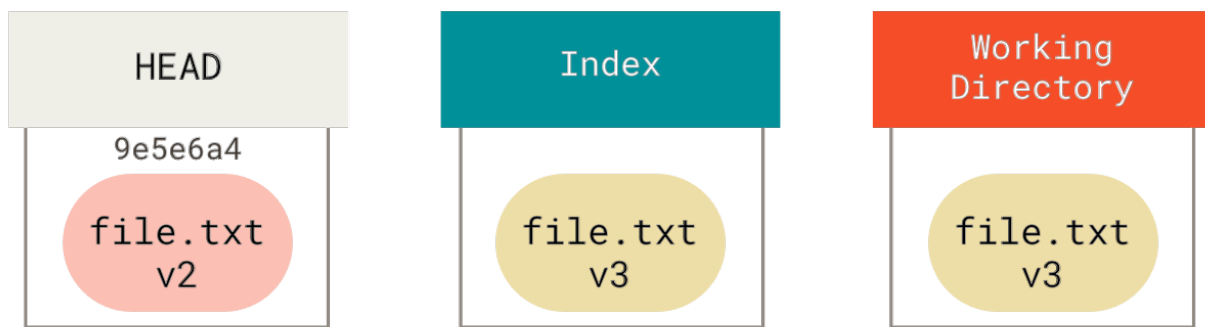 HEAD
Index
Working
Directory
9e5e6a4
file.txt
v2
file.txt
v3
file.txt
v3